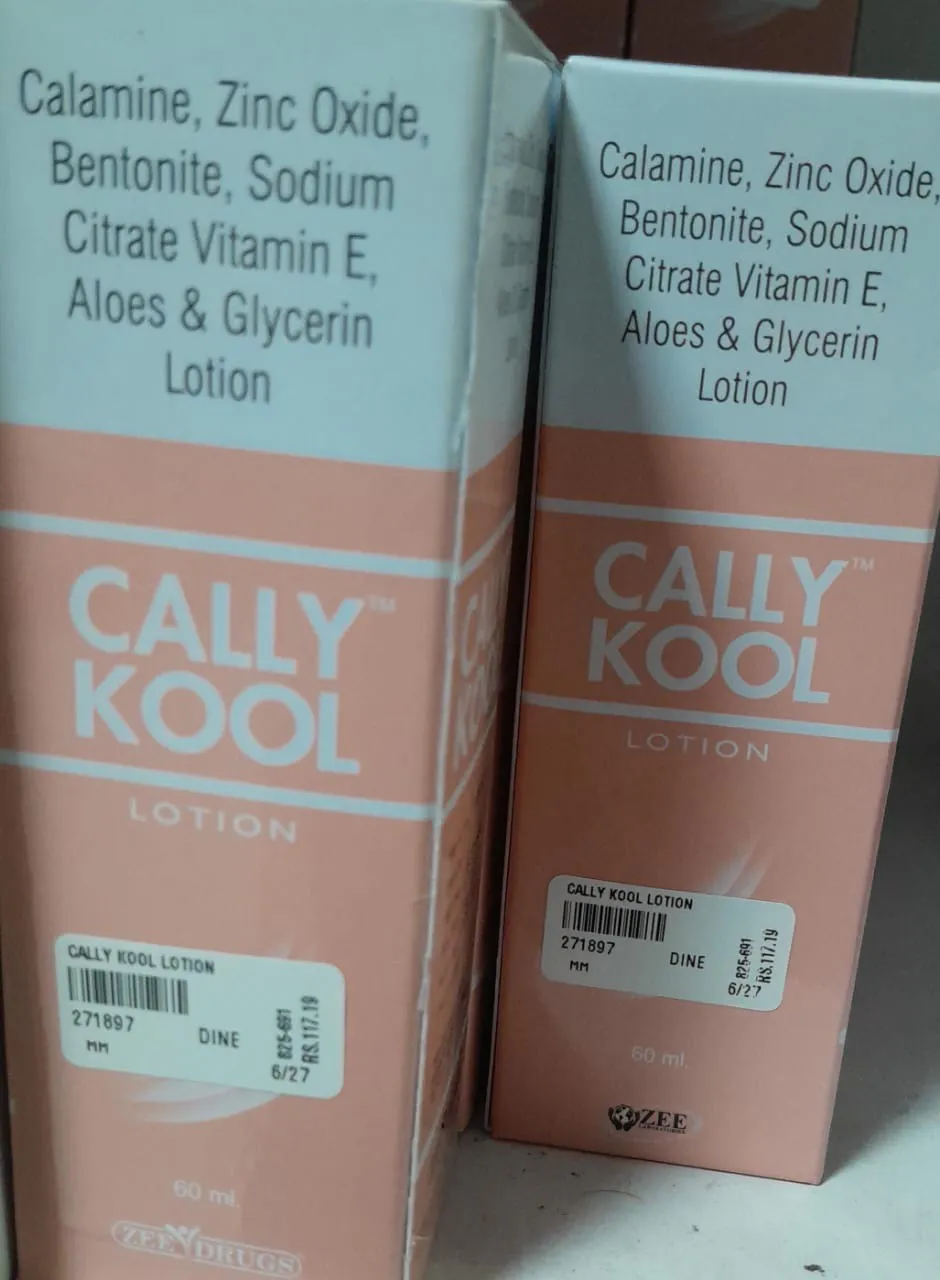 Calamine, Zinc Oxide,
Bentonite, Sodium
Citrate Vitamin E,
Aloes & Glycerin
Lotion
CALLY™
KOOL
LOTION
CALLY KOOL LOTION
271897
MM
DINE
825-691
RS.117.19
6/27
60 ml.
ZEE DRUGS
Calamine, Zinc Oxide,
Bentonite, Sodium
Citrate Vitamin E,
Aloes & Glycerin
Lotion
CALLY™
KOOL
LOTION
CALLY KOOL LOTION
271897
MM
DINE
825-691
RS.117.19
6/27
60 ml.
ZEE
LABORATORIES